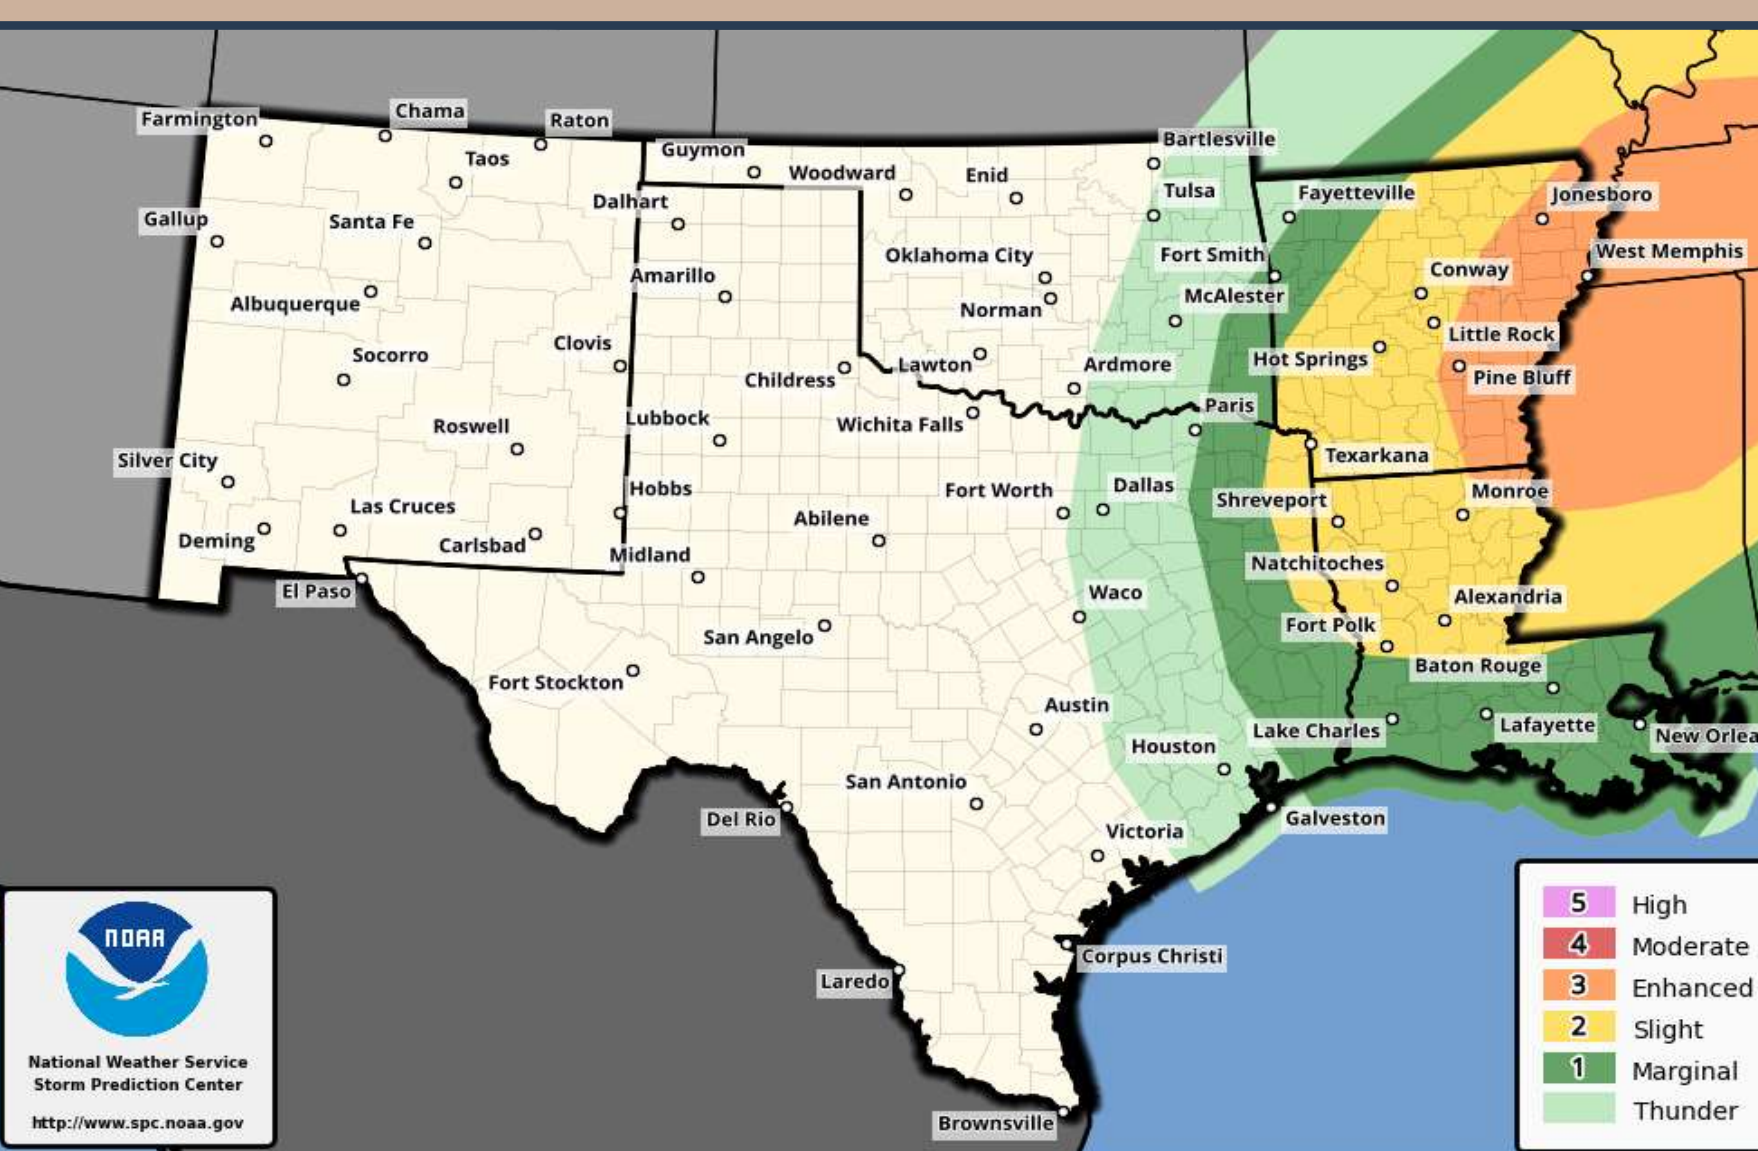 Farmington
Chama
Raton
Taos
Guymon
Woodward
Enid
Bartlesville
Tulsa
Fayetteville
Jonesboro
Gallup
Santa Fe
Dalhart
Oklahoma City
Fort Smith
West Memphis
Conway
Albuquerque
Amarillo
Norman
McAlester
Little Rock
Socorro
Clovis
Childress
Lawton
Ardmore
Hot Springs
Pine Bluff
Roswell
Lubbock
Wichita Falls
Paris
Texarkana
Silver City
Hobbs
Fort Worth
Dallas
Shreveport
Monroe
Las Cruces
Deming
Carlsbad
Midland
Abilene
Natchitoches
El Paso
Waco
Alexandria
San Angelo
Fort Polk
Baton Rouge
Fort Stockton
Austin
Lake Charles
Lafayette
New Orlea
Houston
San Antonio
Del Rio
Victoria
Galveston
Corpus Christi
Laredo
Brownsville
NOAA
National Weather Service
Storm Prediction Center
http://www.spc.noaa.gov
5 High
4 Moderate
3 Enhanced
2 Slight
1 Marginal
Thunder